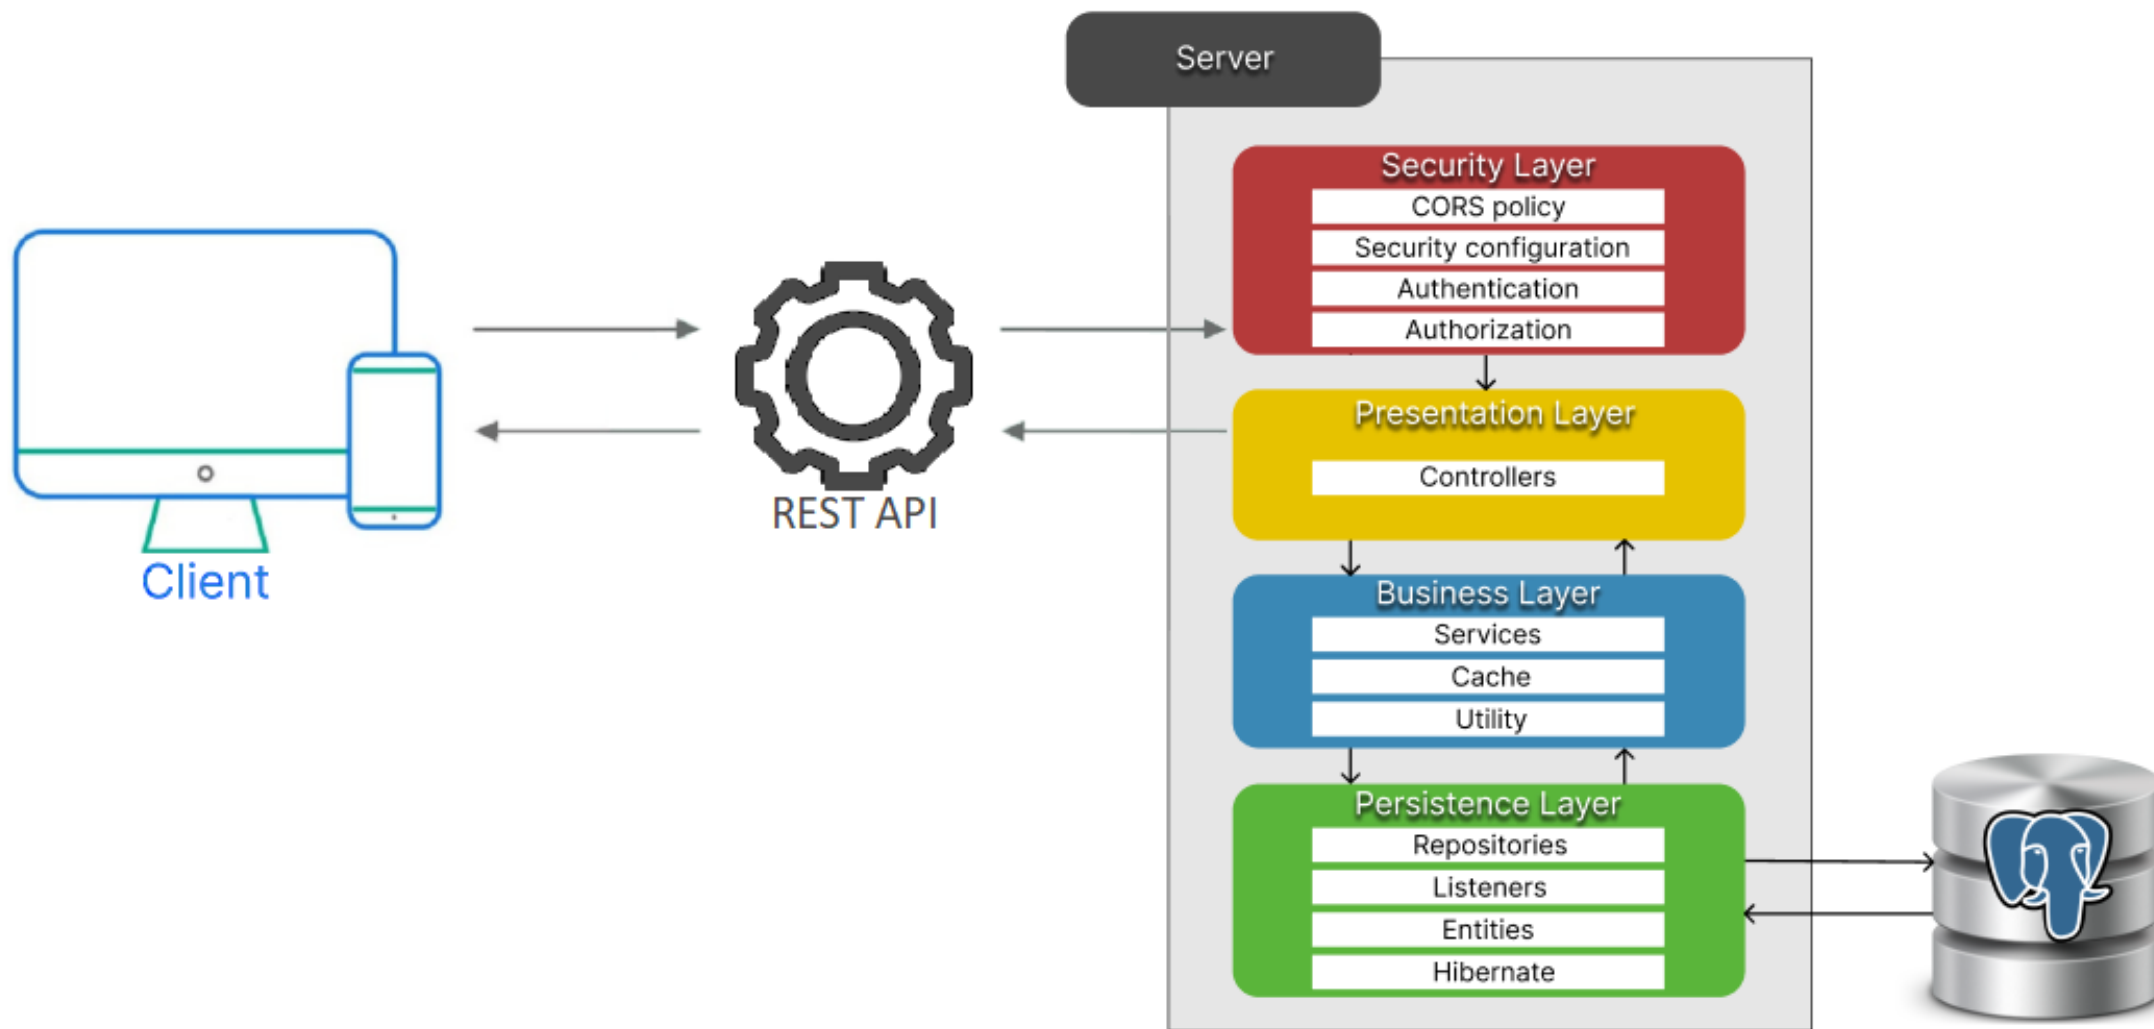 Server
Security Layer
CORS policy
Security configuration
Authentication
Authorization
Presentation Layer
Controllers
REST API
Client
Business Layer
Services
Cache
Utility
Persistence Layer
Repositories
Listeners
Entities
Hibernate